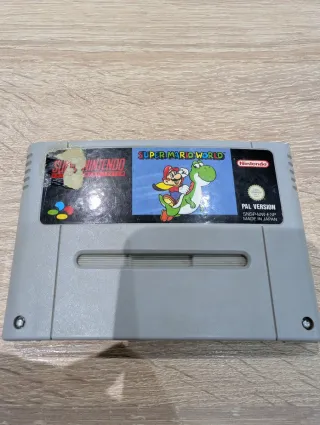 SUPER NINTENDO
SUPER MARIO WORLD
Nintendo
PAL VERSION
MADE IN JAPAN